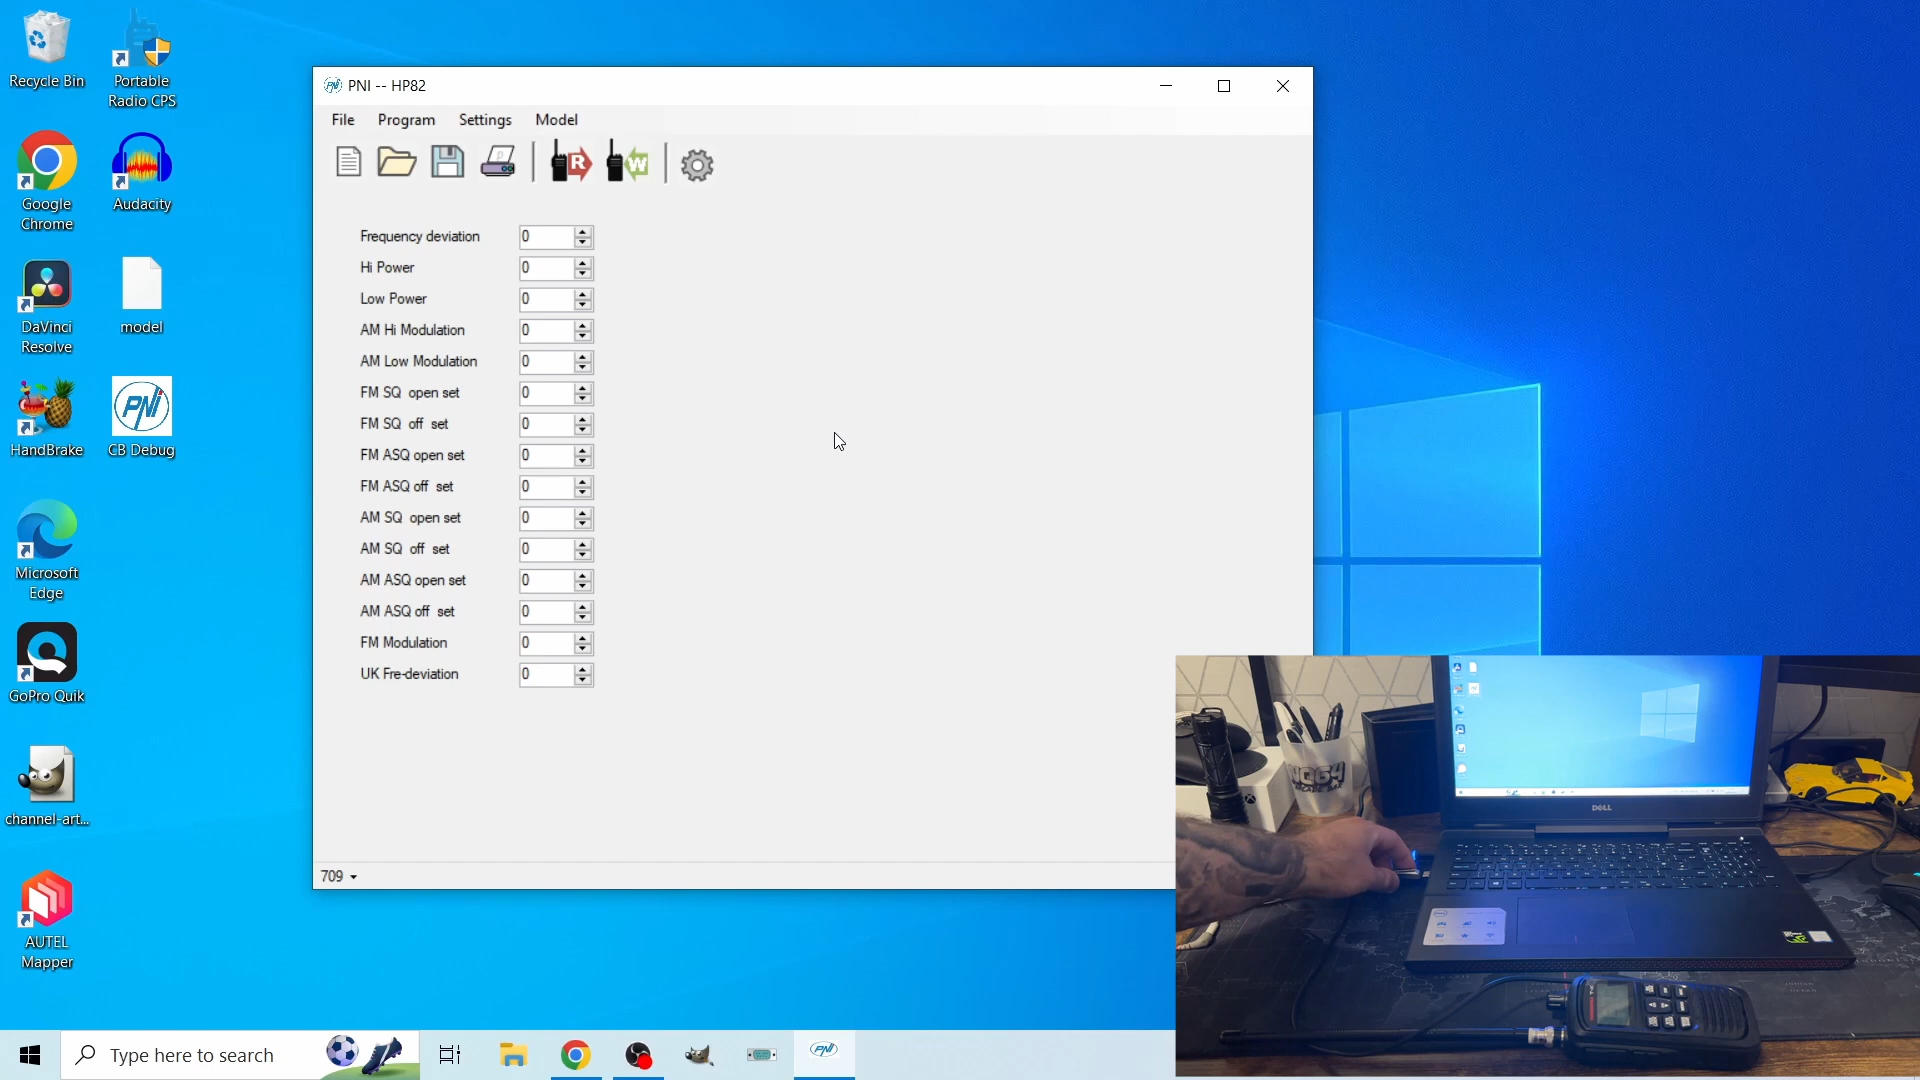 Recycle Bin
Portable
Radio CPS
Google
Chrome
Audacity
DaVinci
Resolve
model
HandBrake
CB Debug
PNI
Microsoft
Edge
GoPro Quik
channel-art...
AUTEL
Mapper
PNI -- HP82
File Program Settings Model
R W
Frequency deviation 0
Hi Power 0
Low Power 0
AM Hi Modulation 0
AM Low Modulation 0
FM SQ open set 0
FM SQ off set 0
FM ASQ open set 0
FM ASQ off set 0
AM SQ open set 0
AM SQ off set 0
AM ASQ open set 0
AM ASQ off set 0
FM Modulation 0
UK Fre-deviation 0
709
Type here to search
PNI
NQ64
DELL